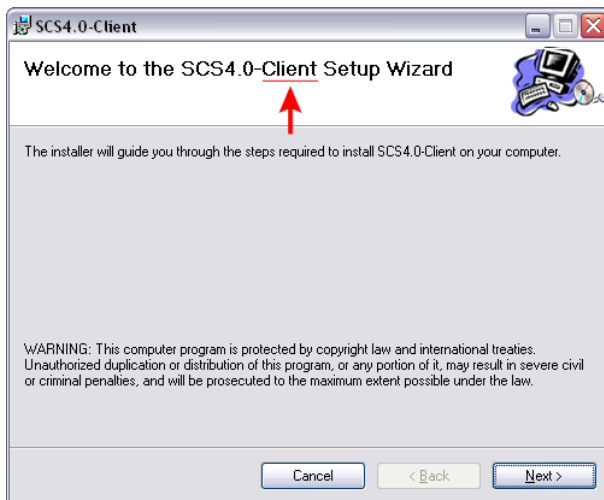 SCS4.0-Client
Welcome to the SCS4.0-Client Setup Wizard
The installer will guide you through the steps required to install SCS4.0-Client on your computer.
WARNING: This computer program is protected by copyright law and international treaties.
Unauthorized duplication or distribution of this program, or any portion of it, may result in severe civil
or criminal penalties, and will be prosecuted to the maximum extent possible under the law.
Cancel
< Back
Next >